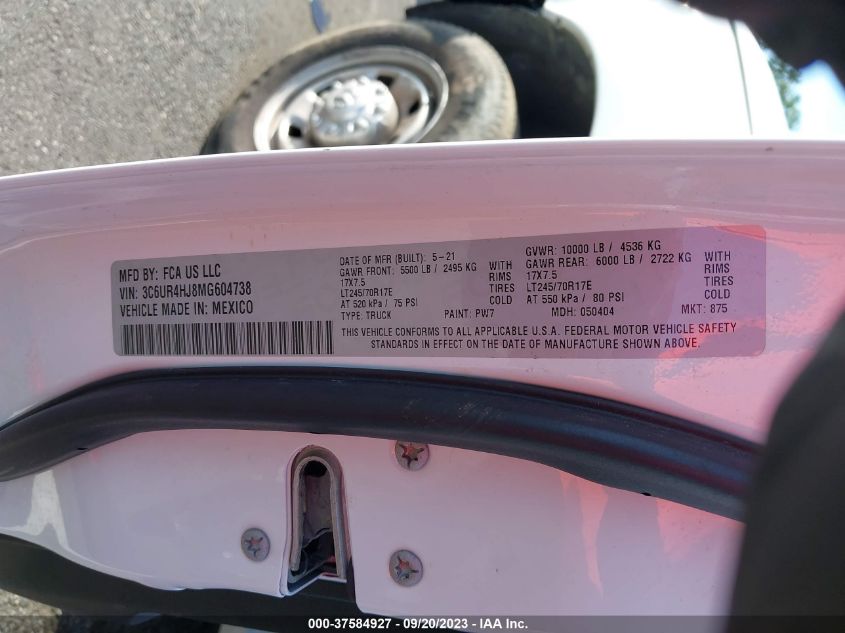 MFD BY: FCA US LLC
VIN: 3C6UR4HJ8MG604738
VEHICLE MADE IN: MEXICO
DATE OF MFR (BUILT): 5-21
GAWR FRONT: 5500 LB / 2495 KG WITH
17X7.5 RIMS
LT245/70R17E TIRES
AT 520 kPa / 75 PSI COLD
TYPE: TRUCK PAINT: PW7
GVWR: 10000 LB / 4536 KG
GAWR REAR: 6000 LB / 2722 KG WITH
17X7.5 RIMS
LT245/70R17E TIRES
AT 550 kPa / 80 PSI COLD
MDH: 050404 MKT: 875
THIS VEHICLE CONFORMS TO ALL APPLICABLE U.S.A. FEDERAL MOTOR VEHICLE SAFETY
STANDARDS IN EFFECT ON THE DATE OF MANUFACTURE SHOWN ABOVE.
000-37584927 - 09/20/2023 - IAA Inc.